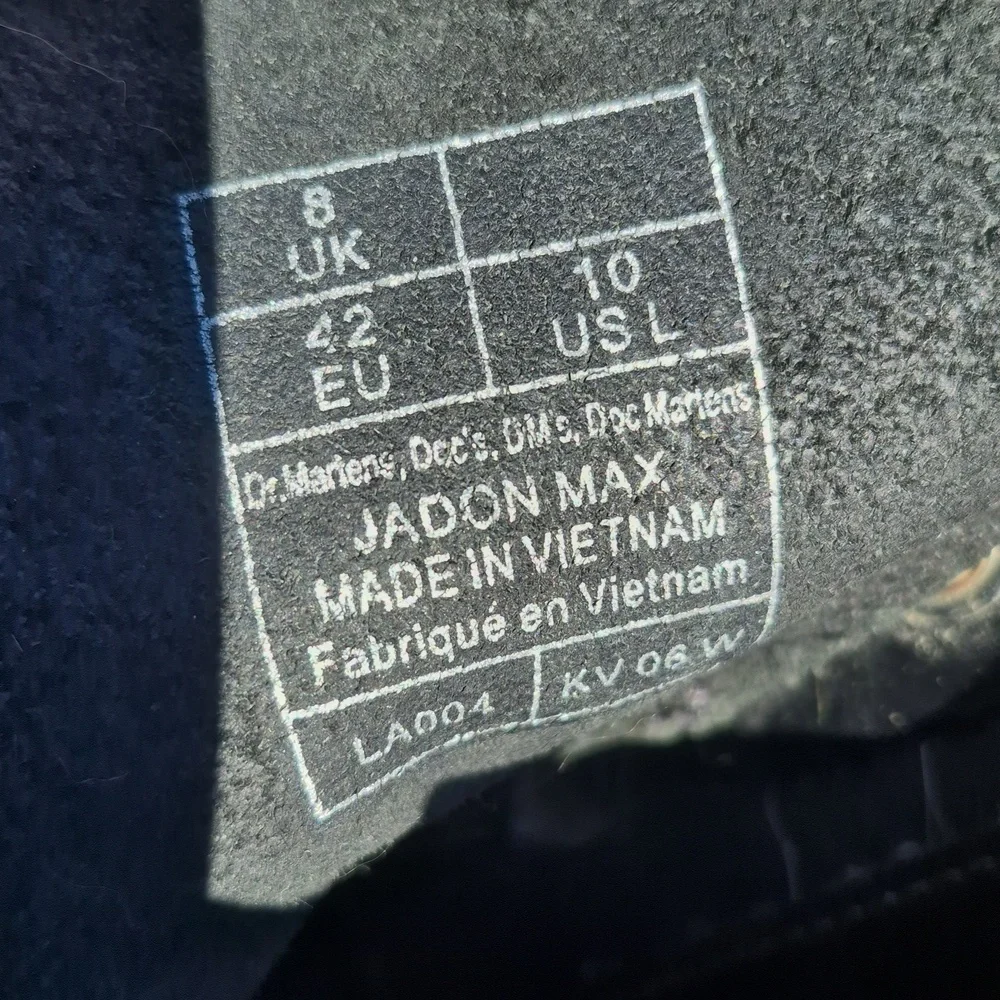 8
UK
42
EU
10
US L
Dr.Martens, Doc's, DM's, Doc Martens
JADON MAX
MADE IN VIETNAM
Fabriqué en Vietnam
LA004
KV 06 W